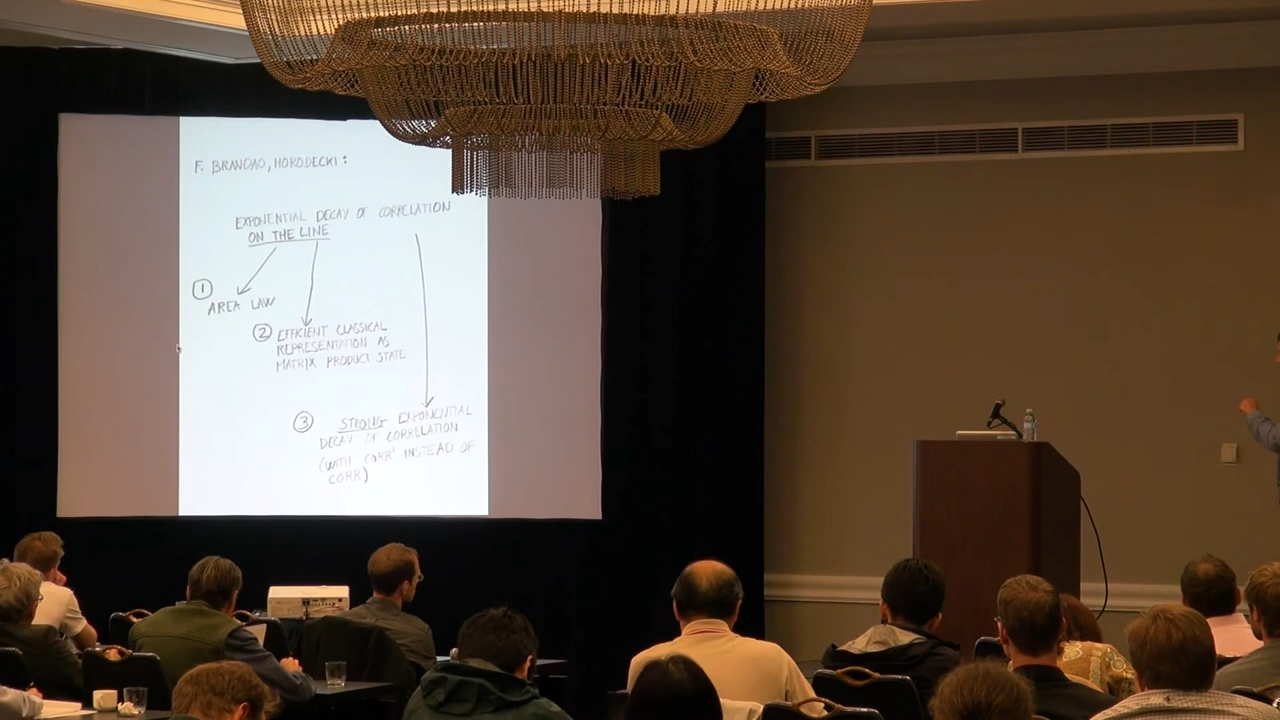 F. BRANDAO, HORODECKI :
EXPONENTIAL DECAY OF CORRELATION
ON THE LINE
① AREA LAW
② EFFICIENT CLASSICAL
REPRESENTATION AS
MATRIX PRODUCT STATE
③ STRONG EXPONENTIAL
DECAY OF CORRELATION
(WITH CORR' INSTEAD OF
CORR)